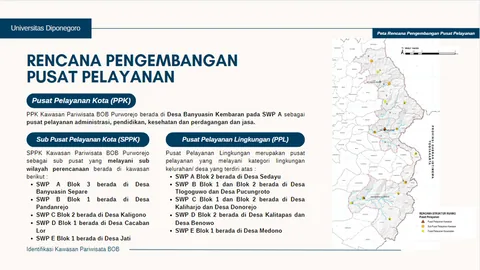 Universitas Diponegoro
Peta Rencana Pengembangan Pusat Pelayanan
RENCANA PENGEMBANGAN
PUSAT PELAYANAN
Pusat Pelayanan Kota (PPK)
PPK Kawasan Pariwisata BOB Purworejo berada di Desa Banyuasin Kembaran pada SWP A sebagai
pusat pelayanan administrasi, pendidikan, kesehatan dan perdagangan dan jasa.
Sub Pusat Pelayanan Kota (SPPK)
SPPK Kawasan Pariwisata BOB Purworejo
sebagai sub pusat yang melayani sub
wilayah perencanaan berada di kawasan
berikut :
• SWP A Blok 3 berada di Desa
Banyuasin Separe
• SWP B Blok 1 berada di Desa
Pandanrejo
• SWP C Blok 2 berada di Desa Kaligono
• SWP D Blok 1 berada di Desa Cacaban
Lor
• SWP E Blok 1 berada di Desa Jati
Pusat Pelayanan Lingkungan (PPL)
Pusat Pelayanan Lingkungan merupakan pusat
pelayanan yang melayani kategori lingkungan
kelurahan/ desa yang terdiri atas :
• SWP A Blok 2 berada di Desa Sedayu
• SWP B Blok 1 dan Blok 2 berada di Desa
Tlogoguwo dan Desa Pucungroto
• SWP C Blok 1 dan Blok 2 berada di Desa
Kaliharjo dan Desa Donorejo
• SWP D Blok 2 berada di Desa Kalitapas dan
Desa Benowo
• SWP E Blok 1 berada di Desa Medono
Identifikasi Kawasan Pariwisata BOB